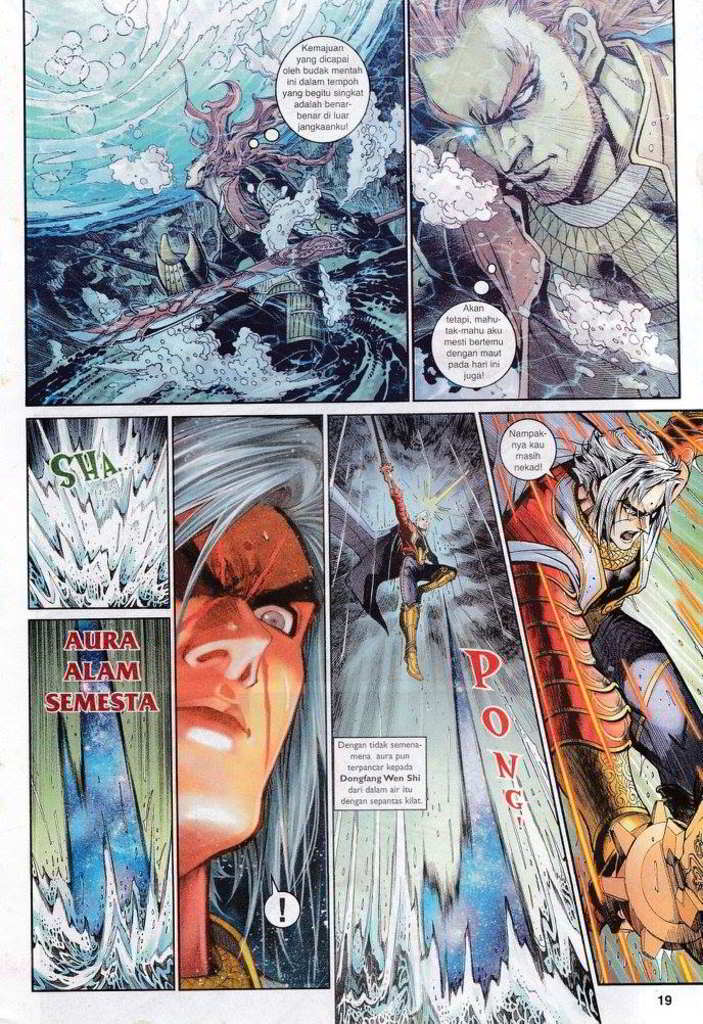 Kemajuan
yang dicapai
oleh budak mentah
ini dalam tempoh
yang begitu singkat
adalah benar-
benar di luar
jangkaanku!
Akan
tetapi, mahu-
tak-mahu aku
mesti bertemu
dengan maut
pada hari ini
juga!
SHA...
AURA
ALAM
SEMESTA
!
Dengan tidak semena-
mena aura pun
terpancar kepada
Dongfang Wen Shi
dari dalam air itu
dengan sepantas kilat.
PONG!
Nampak-
nya kau
masih
nekad!
19